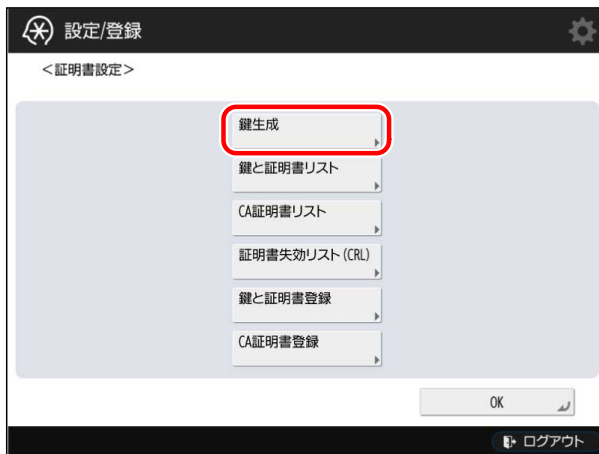 設定/登録
<証明書設定>
鍵生成
鍵と証明書リスト
CA証明書リスト
証明書失効リスト(CRL)
鍵と証明書登録
CA証明書登録
OK
ログアウト